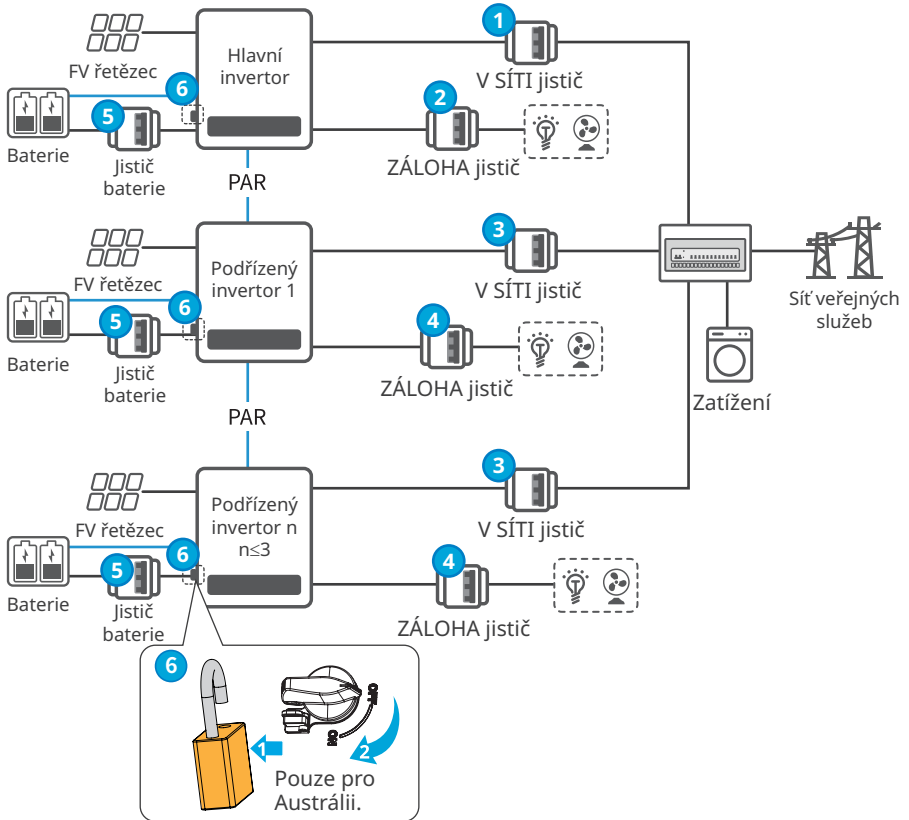 1
Hlavní
invertor
FV řetězec
V SÍTI jistič
6
2
5
Baterie
Jistič
baterie
ZÁLOHA jistič
PAR
3
Podřízený
invertor 1
FV řetězec
V SÍTI jistič
6
4
5
Baterie
Jistič
baterie
ZÁLOHA jistič
Síť veřejných
služeb
Zatížení
PAR
3
Podřízený
invertor n
n≤3
FV řetězec
V SÍTI jistič
6
4
5
Baterie
Jistič
baterie
ZÁLOHA jistič
6
OFF
ON
1
2
Pouze pro
Austrálii.